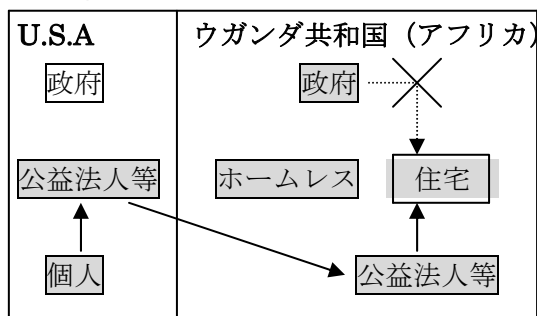 U.S.A
ウガンダ共和国（アフリカ）
政府
政府
公益法人等
ホームレス
住宅
個人
公益法人等